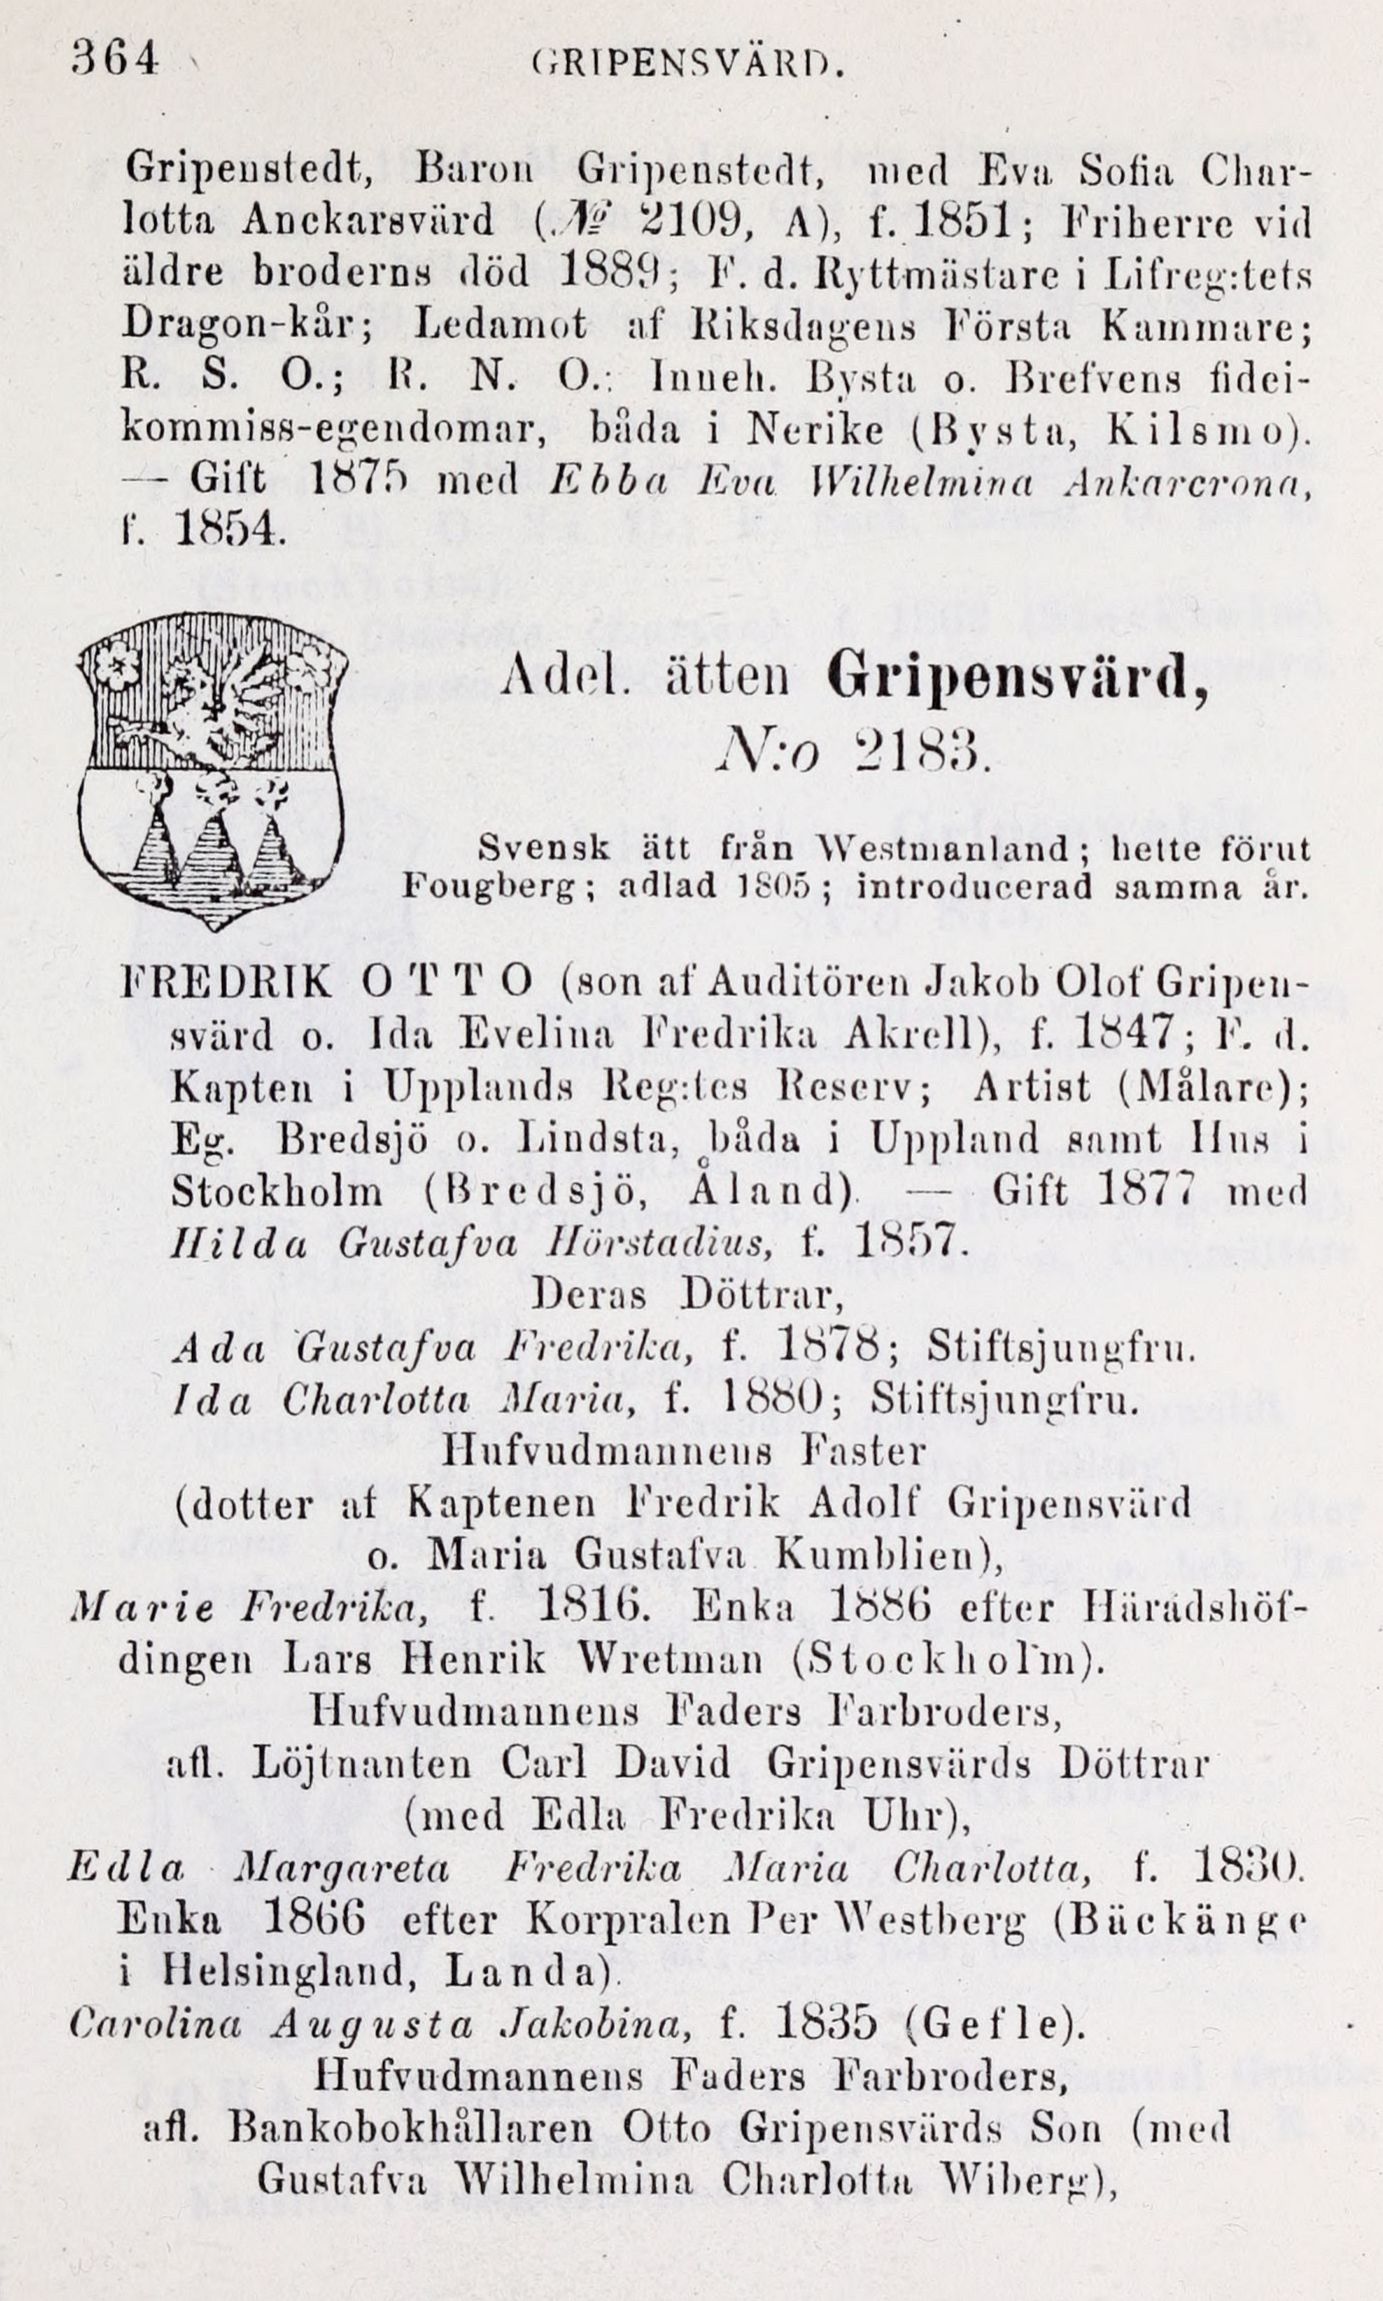 364
GRIPENSVÄRD.
Gripenstedt, Baron Gripenstedt, med Eva Sofia Char-
lotta Anckarsvärd (№ 2109, A), f. 1851; Friherre vid
äldre broderns död 1889; F. d. Ryttmästare i Lifreg:tets
Dragon-kår; Ledamot af Riksdagens Första Kammare;
R. S. O.; R. N. O.; Inneh. Bysta o. Brefvens fidei-
kommiss-egendomar, båda i Nerike (Bysta, Kilsmo).
— Gift 1875 med Ebba Eva Wilhelmina Ankarcrona,
f. 1854.
Adel. ätten Gripensvärd,
N:o 2183.
Svensk ätt från Westmanland; hette förut
Fougberg; adlad 1805; introducerad samma år.
FREDRIK OTTO (son af Auditören Jakob Olof Gripen-
svärd o. Ida Evelina Fredrika Akrell), f. 1847; F. d.
Kapten i Upplands Reg:tes Reserv; Artist (Målare);
Eg. Bredsjö o. Lindsta, båda i Uppland samt Hus i
Stockholm (Bredsjö, Åland). — Gift 1877 med
Hilda Gustafva Hörstadius, f. 1857.
Deras Döttrar,
Ada Gustafva Fredrika, f. 1878; Stiftsjungfru.
Ida Charlotta Maria, f. 1880; Stiftsjungfru.
Hufvudmannens Faster
(dotter af Kaptenen Fredrik Adolf Gripensvärd
o. Maria Gustafva Kumblien),
Marie Fredrika, f. 1816. Enka 1886 efter Häradshöf-
dingen Lars Henrik Wretman (Stockholm).
Hufvudmannens Faders Farbroders,
afl. Löjtnanten Carl David Gripensvärds Döttrar
(med Edla Fredrika Uhr),
Edla Margareta Fredrika Maria Charlotta, f. 1830.
Enka 1866 efter Korpralen Per Westberg (Bäckänge
i Helsingland, Landa).
Carolina Augusta Jakobina, f. 1835 (Gefle).
Hufvudmannens Faders Farbroders,
afl. Bankobokhållaren Otto Gripensvärds Son (med
Gustafva Wilhelmina Charlotta Wiberg),